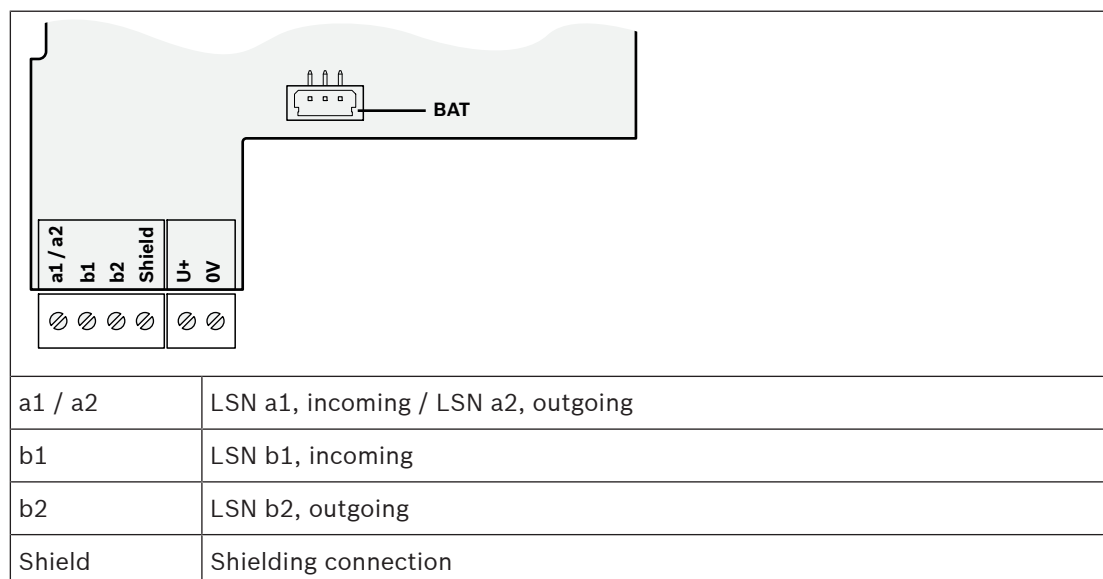 BAT
a1 / a2
b1
b2
Shield
U+
0V
a1 / a2 LSN a1, incoming / LSN a2, outgoing
b1 LSN b1, incoming
b2 LSN b2, outgoing
Shield Shielding connection